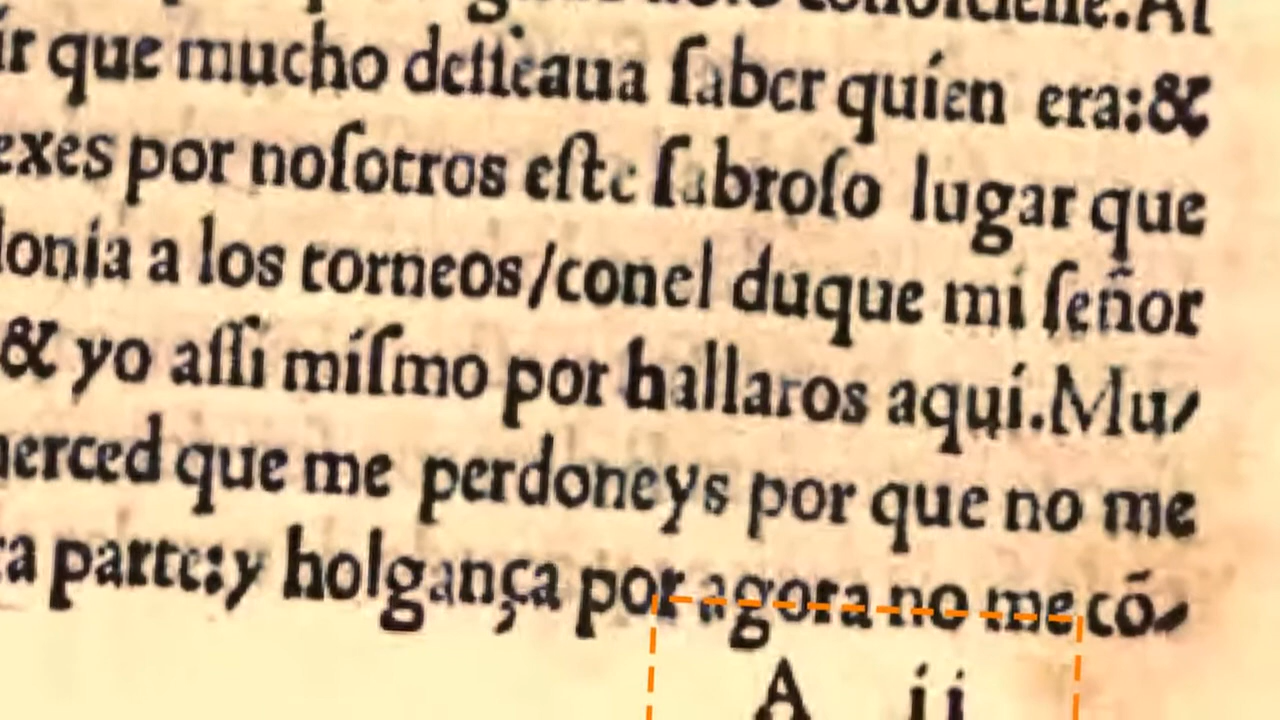 ir que mucho desseaua ſaber quien era:&
exes por noſotros eſte ſabroſo lugar que
lonia a los torneos/conel duque mi ſeñor
& yo aſſi miſmo por hallaros aqui.Mu/
merced que me perdoneys por que no me
ta parte:y holgança por agora no me cõ/
A ii